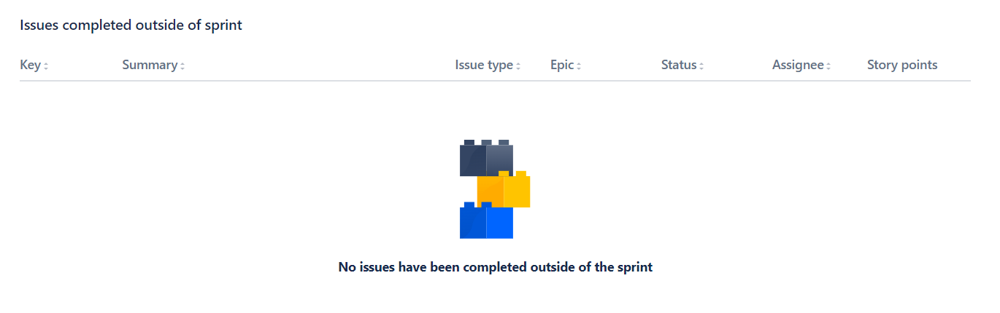 Issues completed outside of sprint
Key Summary Issue type Epic Status Assignee Story points
No issues have been completed outside of the sprint